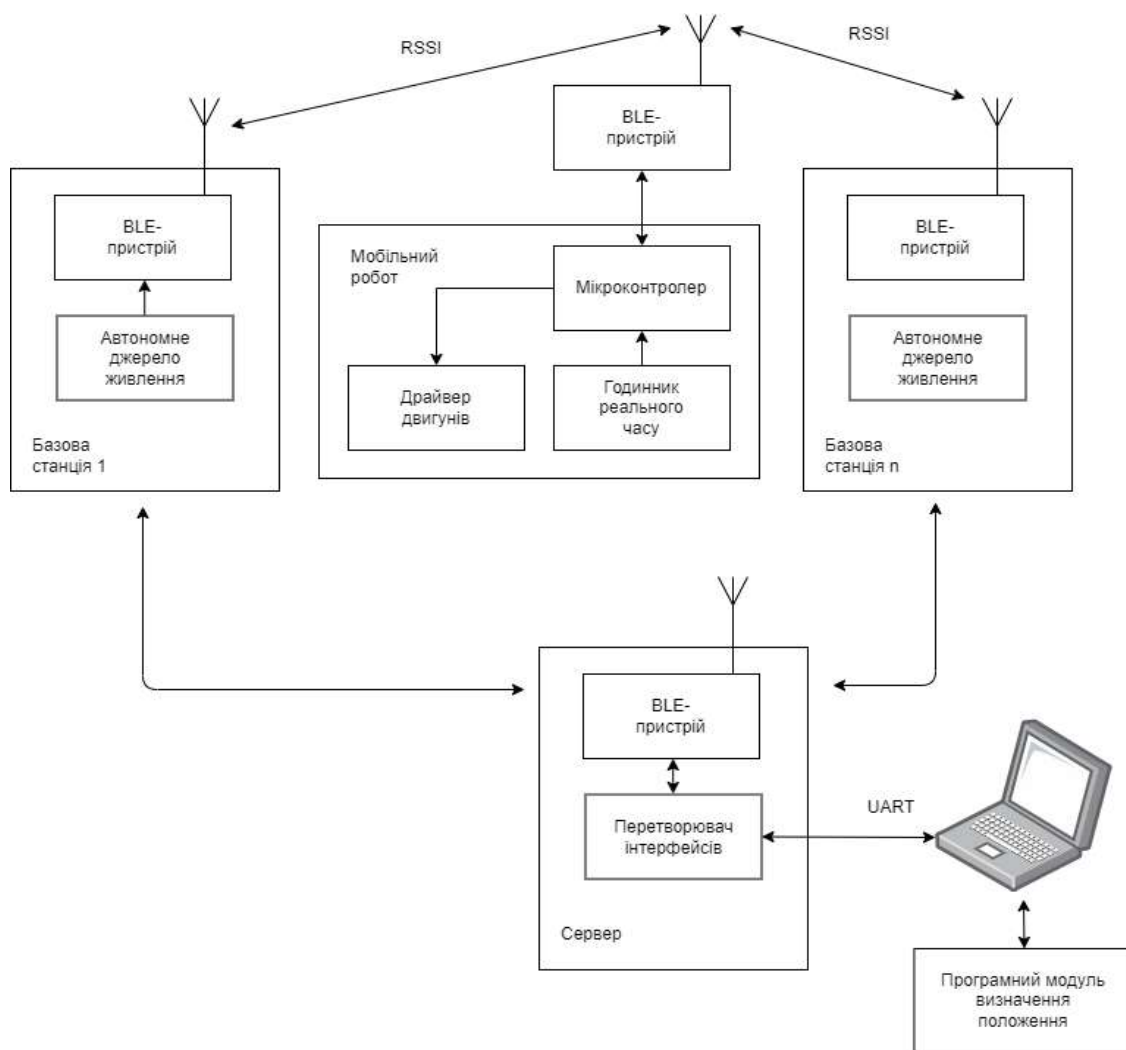 RSSI
RSSI
BLE-
пристрій
BLE-
пристрій
BLE-
пристрій
Мобільний
робот
Мікроконтролер
Автономне
джерело
живлення
Автономне
джерело
живлення
Драйвер
двигунів
Годинник
реального
часу
Базова
станція 1
Базова
станція n
BLE-
пристрій
UART
Перетворювач
інтерфейсів
Сервер
Програмний модуль
визначення
положення